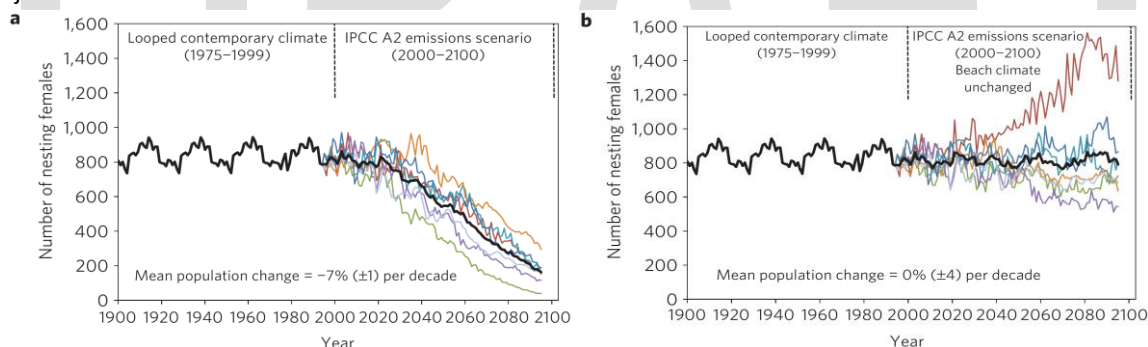 a
1,600
Looped contemporary climate
(1975–1999)
IPCC A2 emissions scenario
(2000–2100)
1,400
1,200
1,000
800
600
400
200
0
Number of nesting females
Mean population change = −7% (±1) per decade
1900 1920 1940 1960 1980 2000 2020 2040 2060 2080 2100
Year
b
1,600
Looped contemporary climate
(1975–1999)
IPCC A2 emissions scenario
(2000–2100)
Beach climate
unchanged
1,400
1,200
1,000
800
600
400
200
0
Number of nesting females
Mean population change = 0% (±4) per decade
1900 1920 1940 1960 1980 2000 2020 2040 2060 2080 2100
Year